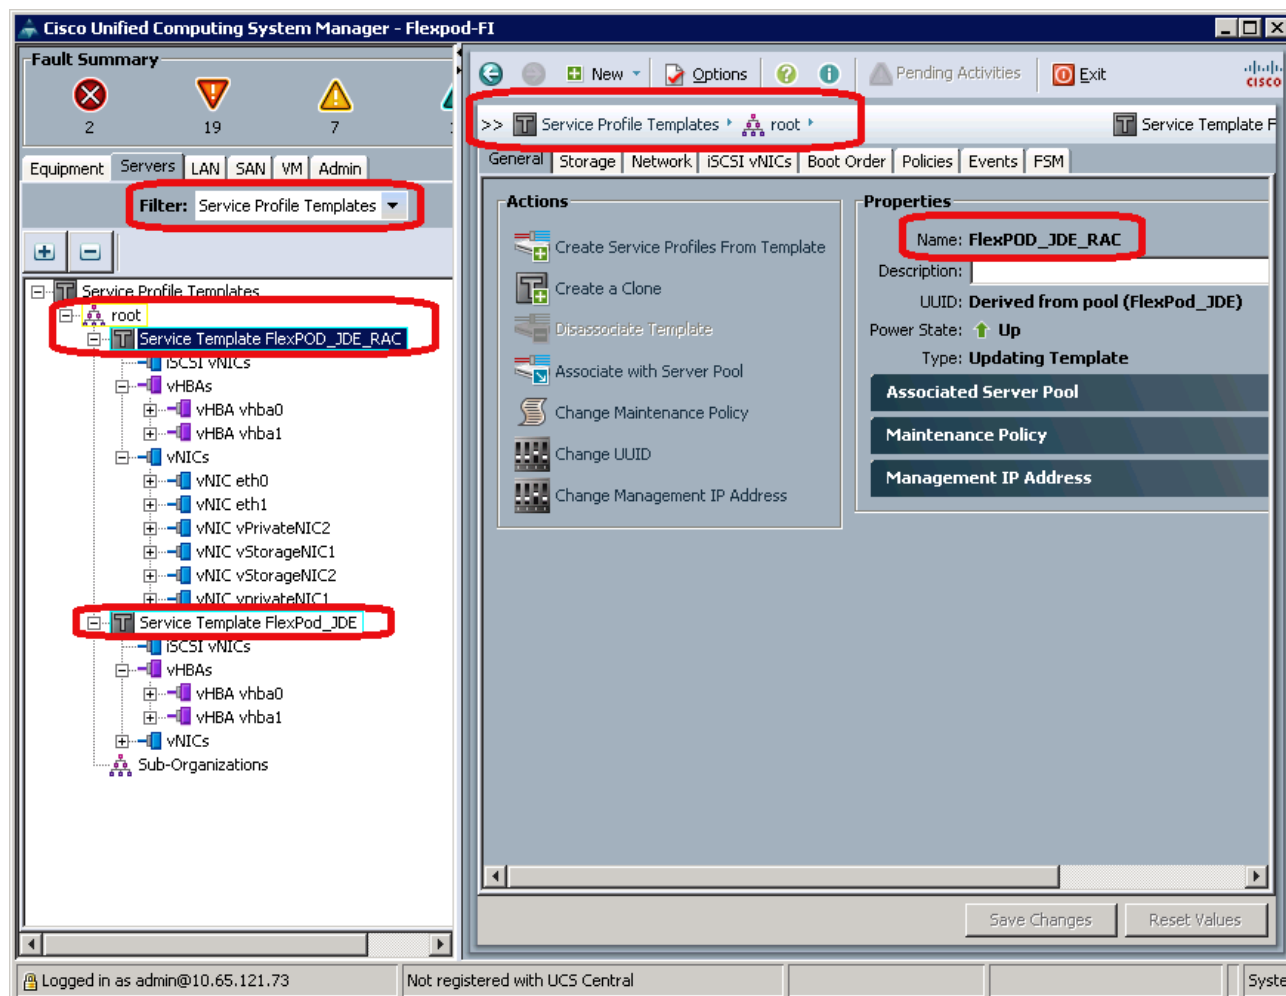 Cisco Unified Computing System Manager - Flexpod-FI
Fault Summary
2 19 7
Equipment Servers LAN SAN VM Admin
Filter: Service Profile Templates
Service Profile Templates
root
Service Template FlexPOD_JDE_RAC
iSCSI vNICs
vHBAs
vHBA vhba0
vHBA vhba1
vNICs
vNIC eth0
vNIC eth1
vNIC vPrivateNIC2
vNIC vStorageNIC1
vNIC vStorageNIC2
vNIC vprivateNIC1
Service Template FlexPod_JDE
iSCSI vNICs
vHBAs
vHBA vhba0
vHBA vhba1
vNICs
Sub-Organizations
New Options Pending Activities Exit
CISCO
>> Service Profile Templates root Service Template F
General Storage Network iSCSI vNICs Boot Order Policies Events FSM
Actions
Create Service Profiles From Template
Create a Clone
Disassociate Template
Associate with Server Pool
Change Maintenance Policy
Change UUID
Change Management IP Address
Properties
Name: FlexPOD_JDE_RAC
Description:
UUID: Derived from pool (FlexPod_JDE)
Power State: Up
Type: Updating Template
Associated Server Pool
Maintenance Policy
Management IP Address
Save Changes Reset Values
Logged in as admin@10.65.121.73 Not registered with UCS Central Syste